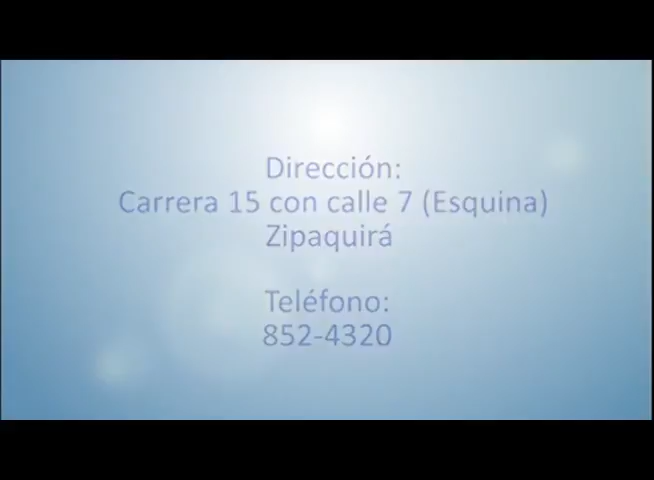 Dirección:
Carrera 15 con calle 7 (Esquina)
Zipaquirá
Teléfono:
852-4320